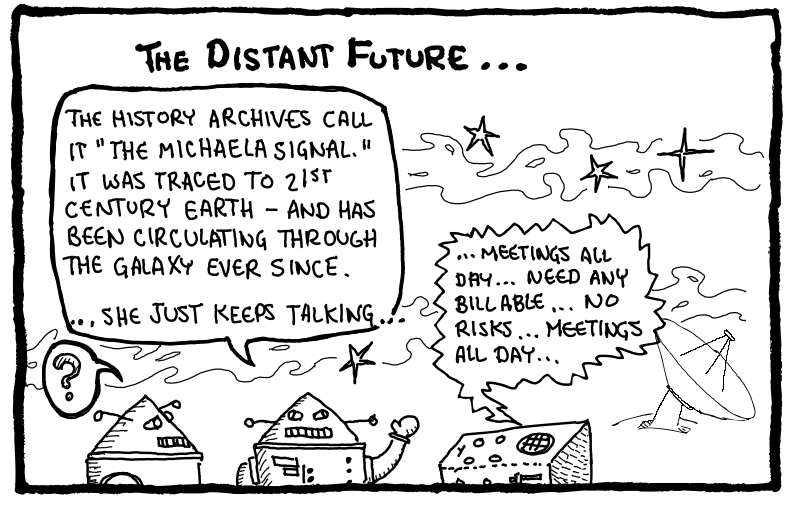 THE DISTANT FUTURE...
THE HISTORY ARCHIVES CALL
IT "THE MICHAELA SIGNAL."
IT WAS TRACED TO 21ST
CENTURY EARTH – AND HAS
BEEN CIRCULATING THROUGH
THE GALAXY EVER SINCE.
...SHE JUST KEEPS TALKING...
?
...MEETINGS ALL
DAY... NEED ANY
BILLABLE... NO
RISKS... MEETINGS
ALL DAY...